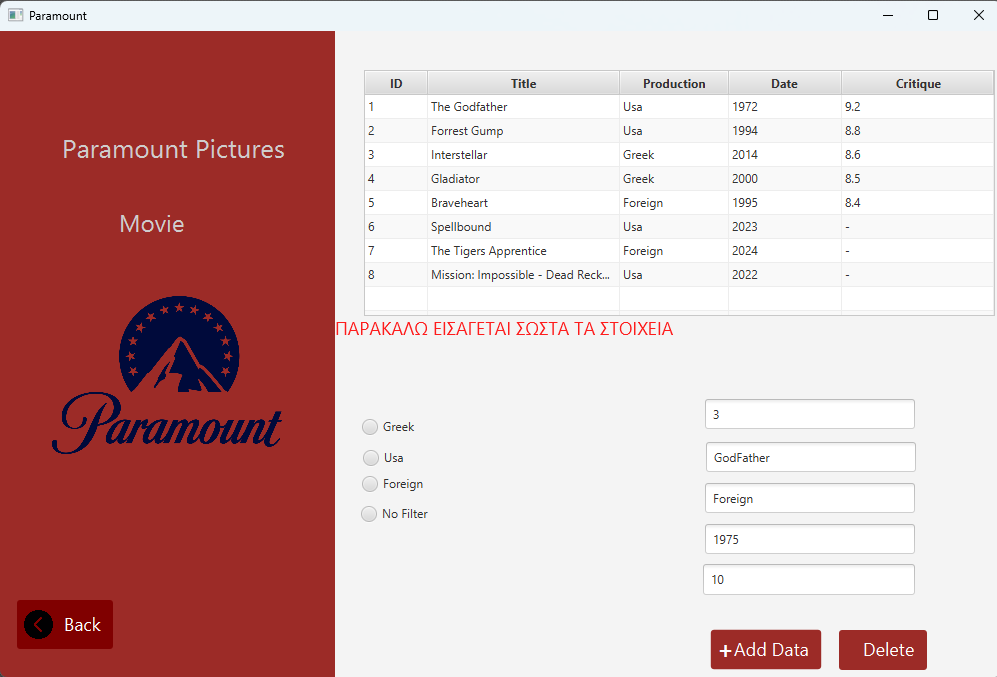 Paramount
Paramount Pictures
Movie
Paramount
Back
ID Title Production Date Critique
1 The Godfather Usa 1972 9.2
2 Forrest Gump Usa 1994 8.8
3 Interstellar Greek 2014 8.6
4 Gladiator Greek 2000 8.5
5 Braveheart Foreign 1995 8.4
6 Spellbound Usa 2023 -
7 The Tigers Apprentice Foreign 2024 -
8 Mission: Impossible - Dead Reck... Usa 2022 -
ΠΑΡΑΚΑΛΩ ΕΙΣΑΓΕΤΑΙ ΣΩΣΤΑ ΤΑ ΣΤΟΙΧΕΙΑ
Greek
Usa
Foreign
No Filter
3
GodFather
Foreign
1975
10
+Add Data
Delete